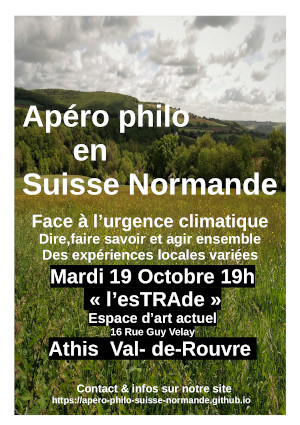 Apéro philo
en
Suisse Normande
Face à l'urgence climatique
Dire,faire savoir et agir ensemble
Des expériences locales variées
Mardi 19 Octobre 19h
« l'esTRAde »
Espace d'art actuel
16 Rue Guy Velay
Athis Val- de-Rouvre
Contact & infos sur notre site
https://apero-philo-suisse-normande.github.io